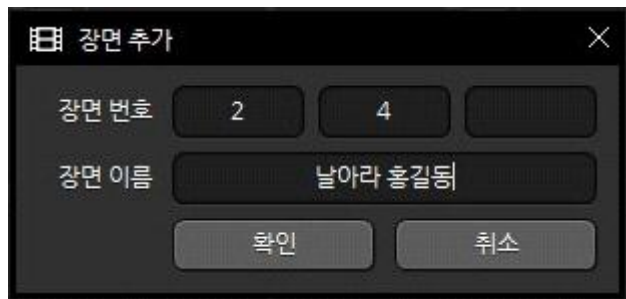 장면 추가
장면 번호 2 4
장면 이름 날아라 홍길동
확인 취소